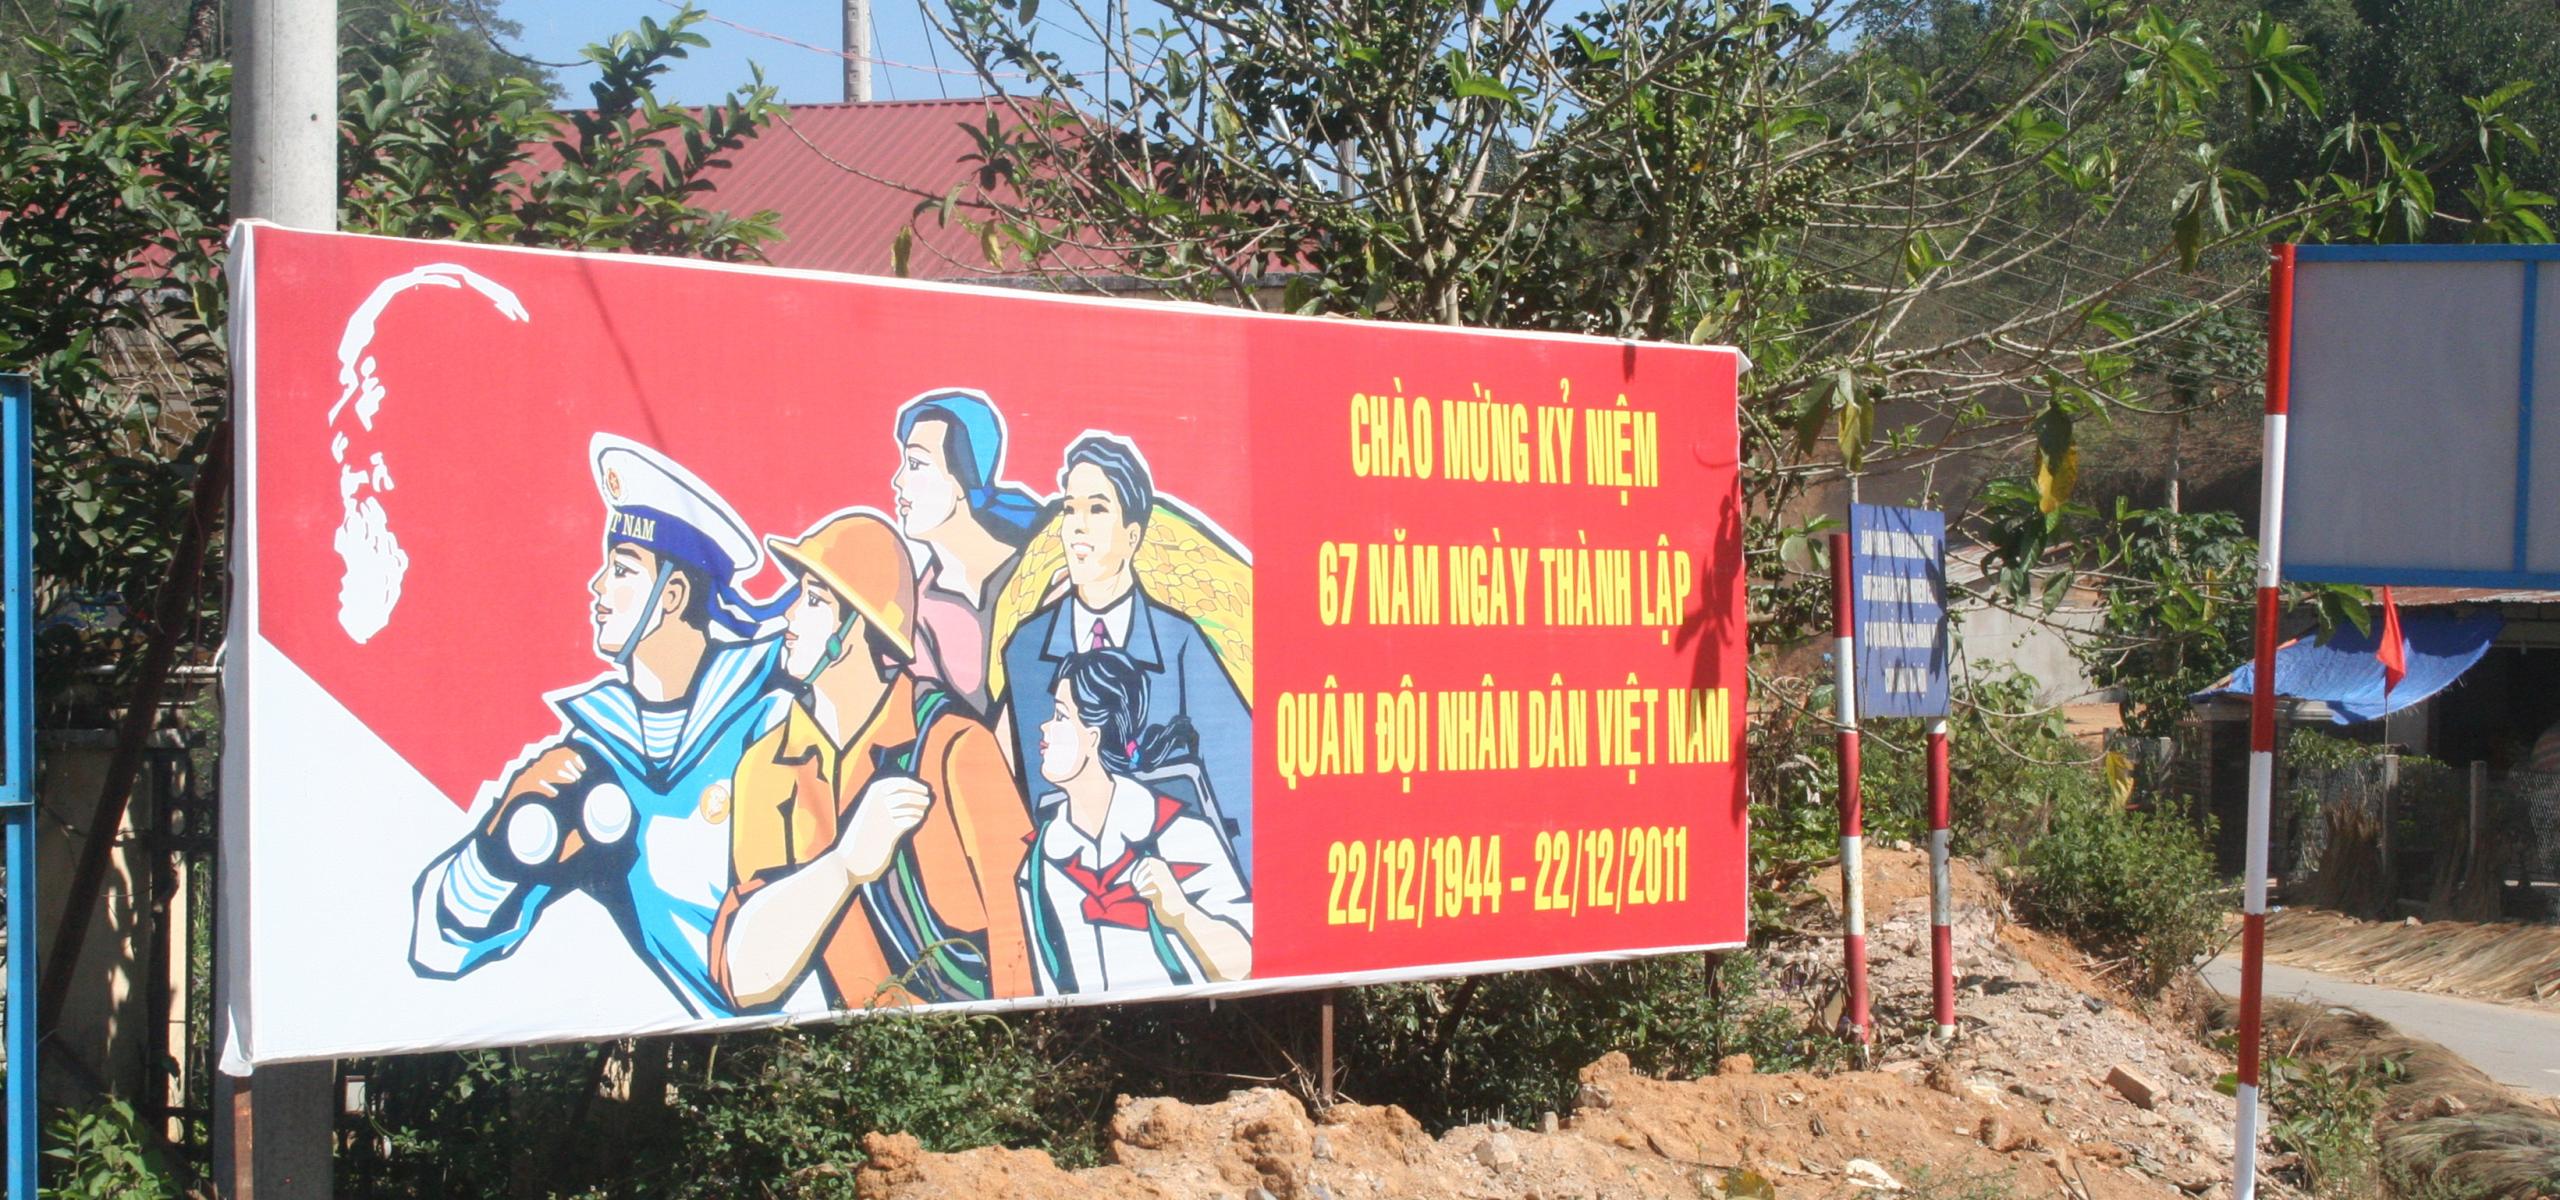 CHÀO MỪNG KỶ NIỆM
67 NĂM NGÀY THÀNH LẬP
QUÂN ĐỘI NHÂN DÂN VIỆT NAM
22/12/1944 - 22/12/2011
T NAM